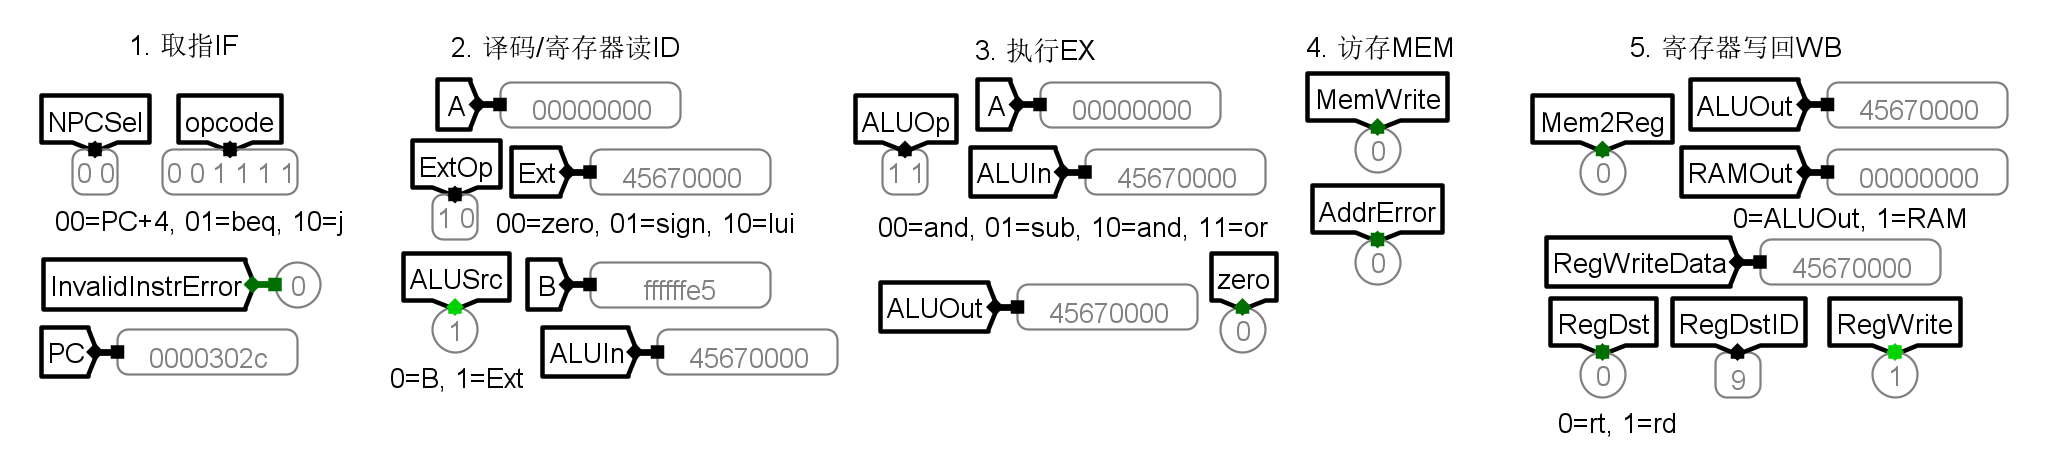 1. 取指IF
NPCSel
opcode
0 0
0 0 1 1 1 1
00=PC+4, 01=beq, 10=j
InvalidInstrError
0
PC
0000302c
2. 译码/寄存器读ID
A
00000000
ExtOp
1 0
Ext
45670000
00=zero, 01=sign, 10=lui
ALUSrc
1
B
ffffffe5
0=B, 1=Ext
ALUIn
45670000
3. 执行EX
ALUOp
1 1
A
00000000
ALUIn
45670000
00=and, 01=sub, 10=and, 11=or
ALUOut
45670000
zero
0
4. 访存MEM
MemWrite
0
AddrError
0
5. 寄存器写回WB
Mem2Reg
0
ALUOut
45670000
RAMOut
00000000
0=ALUOut, 1=RAM
RegWriteData
45670000
RegDst
0
RegDstID
9
RegWrite
1
0=rt, 1=rd